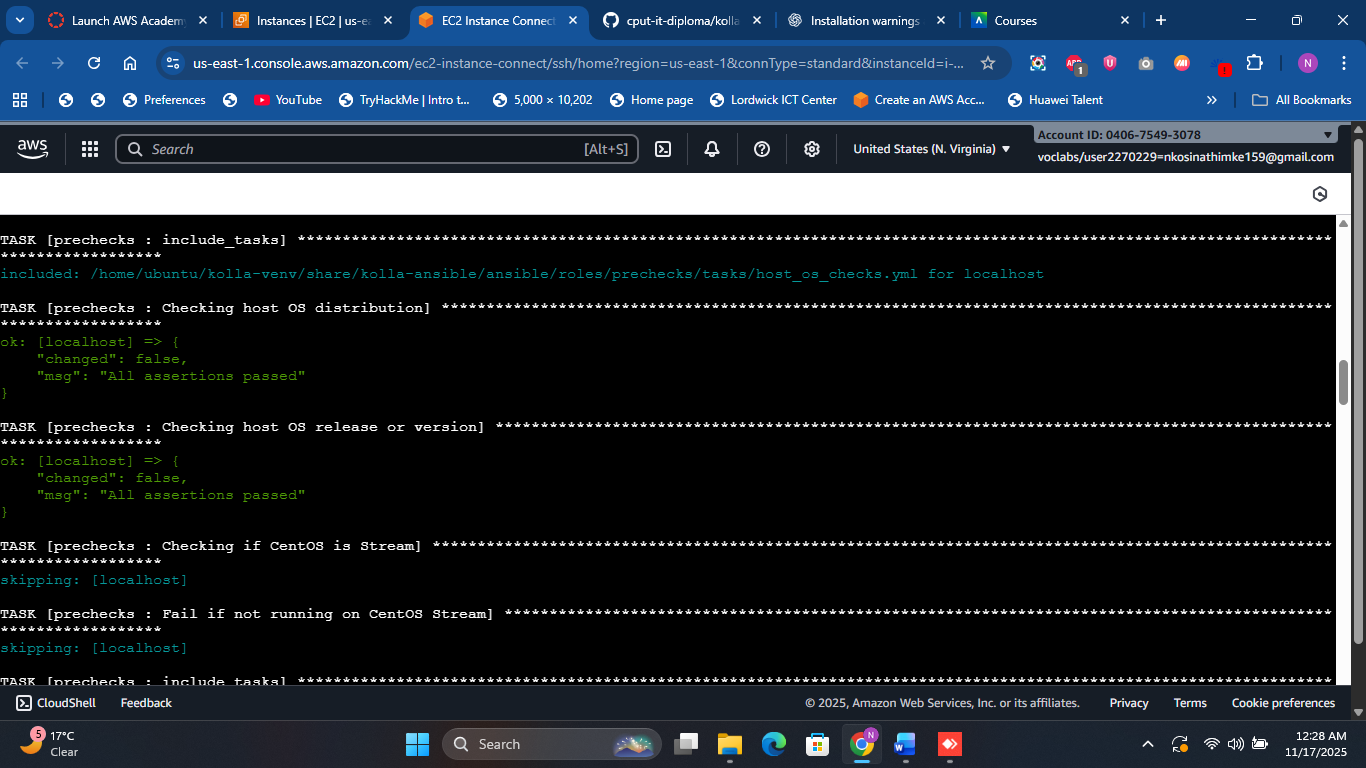 Launch AWS Academy
Instances | EC2 | us-ea
EC2 Instance Connect
cput-it-diploma/kolla
Installation warnings
Courses
us-east-1.console.aws.amazon.com/ec2-instance-connect/ssh/home?region=us-east-1&connType=standard&instanceId=i-...
Preferences
YouTube
TryHackMe | Intro t...
5,000 × 10,202
Home page
Lordwick ICT Center
Create an AWS Acc...
Huawei Talent
All Bookmarks
aws
Search
[Alt+S]
United States (N. Virginia)
Account ID: 0406-7549-3078
voclabs/user2270229=nkosinathimke159@gmail.com
TASK [prechecks : include_tasks] *******************************************************************************************************************
******************
included: /home/ubuntu/kolla-venv/share/kolla-ansible/ansible/roles/prechecks/tasks/host_os_checks.yml for localhost
TASK [prechecks : Checking host OS distribution] ***************************************************************************************************
******************
ok: [localhost] => {
"changed": false,
"msg": "All assertions passed"
}
TASK [prechecks : Checking host OS release or version] *********************************************************************************************
******************
ok: [localhost] => {
"changed": false,
"msg": "All assertions passed"
}
TASK [prechecks : Checking if CentOS is Stream] ****************************************************************************************************
******************
skipping: [localhost]
TASK [prechecks : Fail if not running on CentOS Stream] ********************************************************************************************
******************
skipping: [localhost]
TASK [prechecks : include_tasks] *******************************************************************************************************************
CloudShell
Feedback
© 2025, Amazon Web Services, Inc. or its affiliates.
Privacy
Terms
Cookie preferences
5
17°C
Clear
Search
12:28 AM
11/17/2025